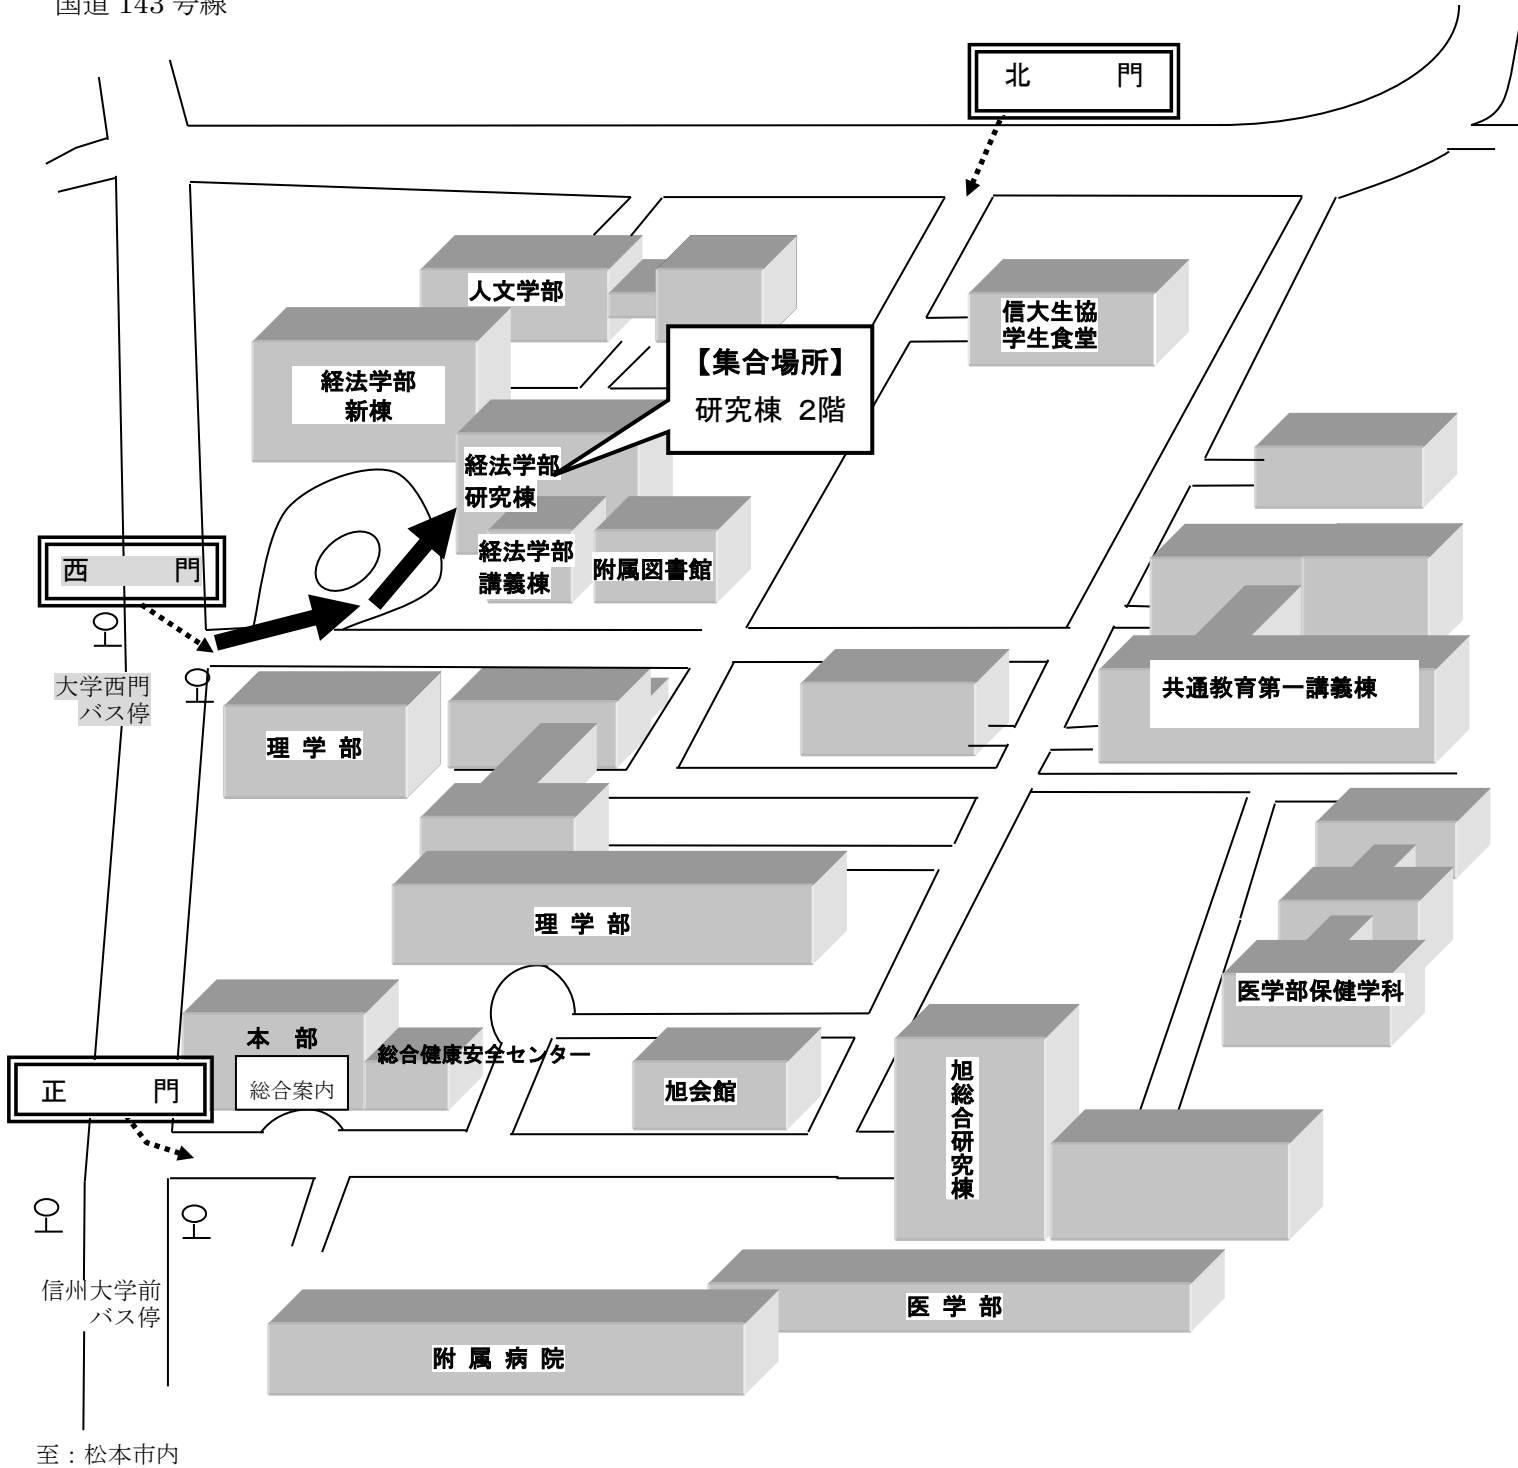 国道 143 号線
北 門
人文学部
信大生協
学生食堂
【集合場所】
研究棟 2階
経法学部
新棟
経法学部
研究棟
経法学部
講義棟
附属図書館
西 門
大学西門
バス停
共通教育第一講義棟
理 学 部
理 学 部
医学部保健学科
本 部
総合案内
総合健康安全センター
旭会館
旭総合研究棟
正 門
信州大学前
バス停
医 学 部
附 属 病 院
至：松本市内